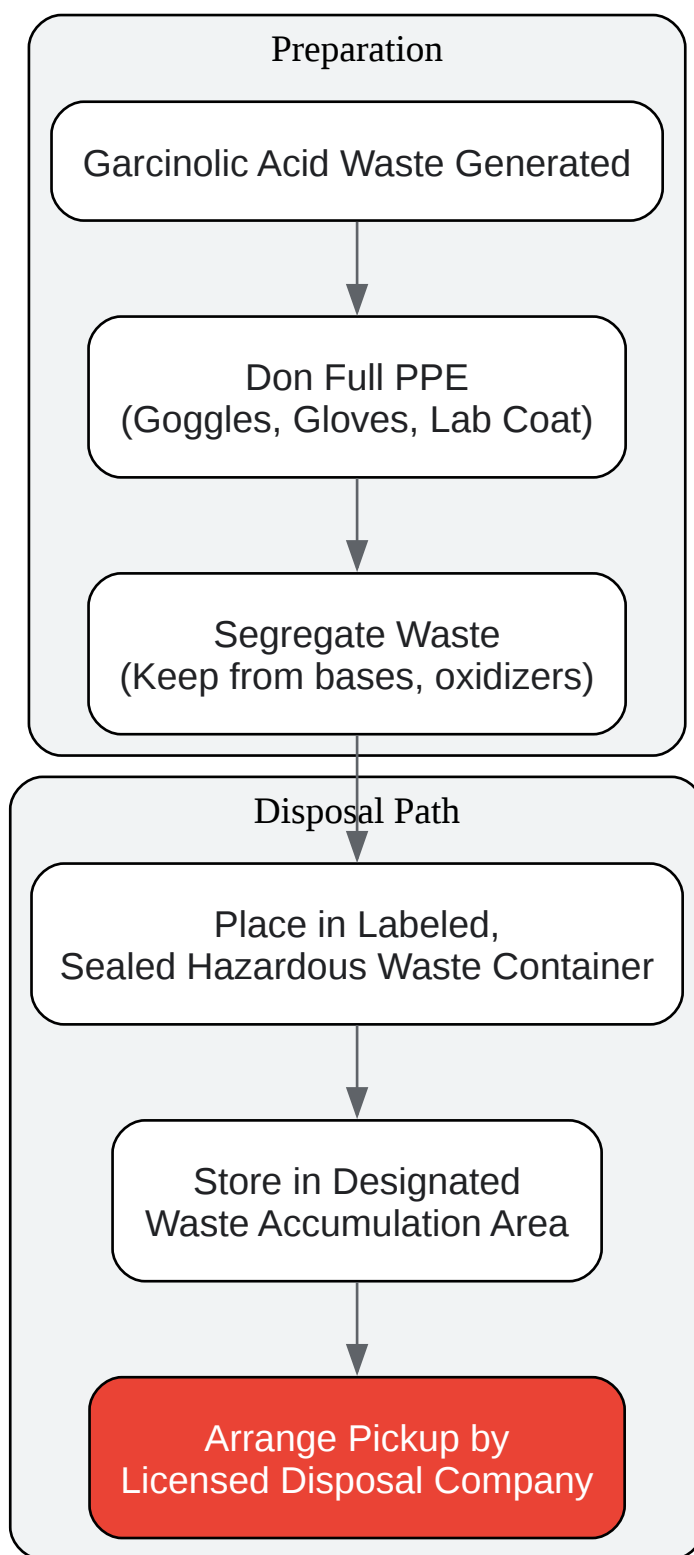 Preparation
Garcinolic Acid Waste Generated
Don Full PPE
(Goggles, Gloves, Lab Coat)
Segregate Waste
(Keep from bases, oxidizers)
Disposal Path
Place in Labeled,
Sealed Hazardous Waste Container
Store in Designated
Waste Accumulation Area
Arrange Pickup by
Licensed Disposal Company